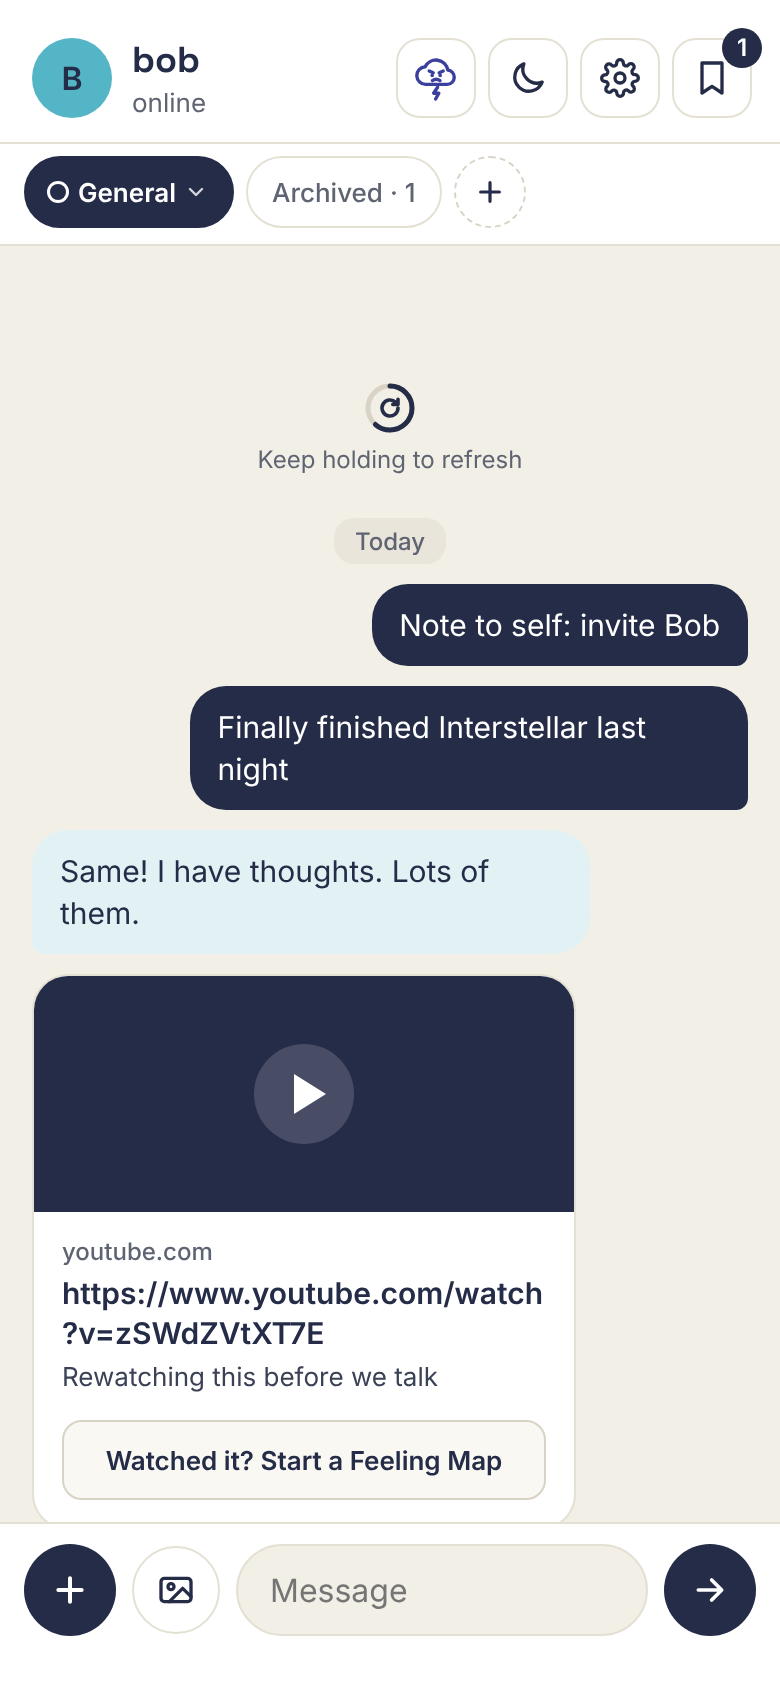 B
bob
online
1
General
Archived · 1
Keep holding to refresh
Today
Note to self: invite Bob
Finally finished Interstellar last
night
Same! I have thoughts. Lots of
them.
youtube.com
https://www.youtube.com/watch
?v=zSWdZVtXT7E
Rewatching this before we talk
Watched it? Start a Feeling Map
Message